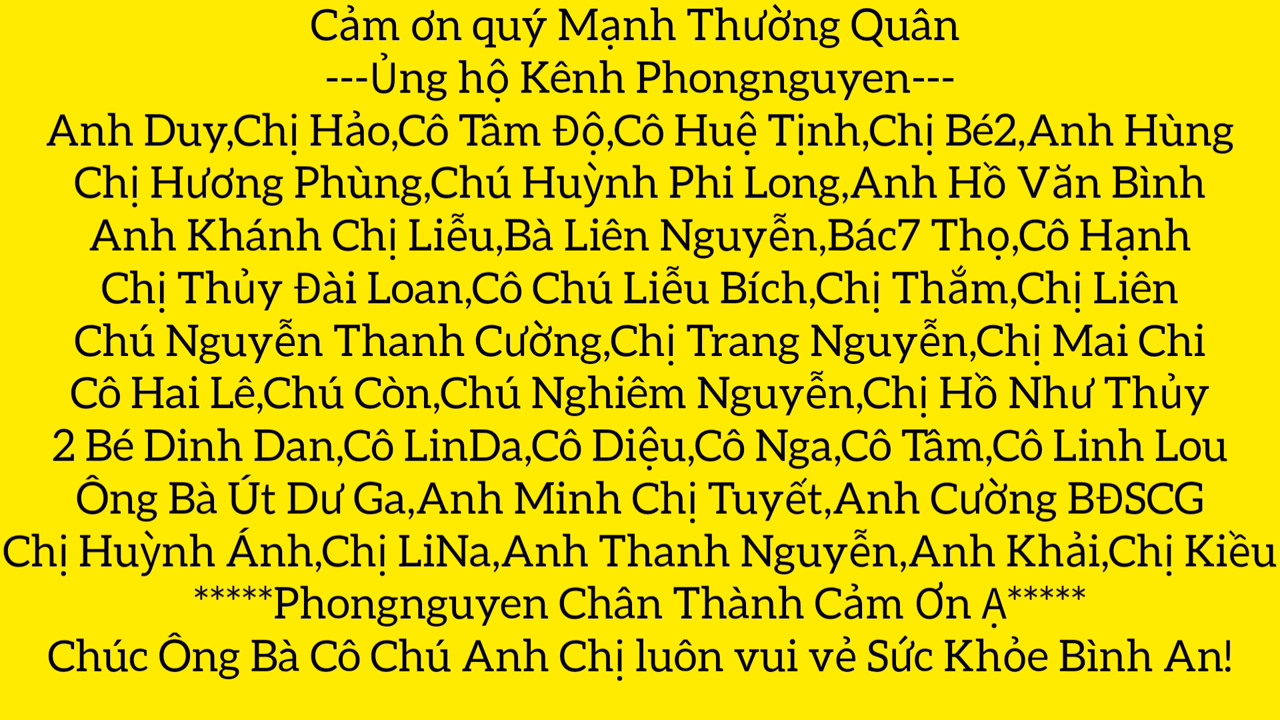 Cảm ơn quý Mạnh Thường Quân
---Ủng hộ Kênh Phongnguyen---
Anh Duy,Chị Hảo,Cô Tâm Độ,Cô Huệ Tịnh,Chị Bé2,Anh Hùng
Chị Hương Phùng,Chú Huỳnh Phi Long,Anh Hồ Văn Bình
Anh Khánh Chị Liễu,Bà Liên Nguyễn,Bác7 Thọ,Cô Hạnh
Chị Thủy Đài Loan,Cô Chú Liễu Bích,Chị Thắm,Chị Liên
Chú Nguyễn Thanh Cường,Chị Trang Nguyễn,Chị Mai Chi
Cô Hai Lê,Chú Còn,Chú Nghiêm Nguyễn,Chị Hồ Như Thủy
2 Bé Dinh Dan,Cô LinDa,Cô Diệu,Cô Nga,Cô Tâm,Cô Linh Lou
Ông Bà Út Dư Ga,Anh Minh Chị Tuyết,Anh Cường BĐSCG
Chị Huỳnh Ánh,Chị LiNa,Anh Thanh Nguyễn,Anh Khải,Chị Kiều
*****Phongnguyen Chân Thành Cảm Ơn Ạ*****
Chúc Ông Bà Cô Chú Anh Chị luôn vui vẻ Sức Khỏe Bình An!